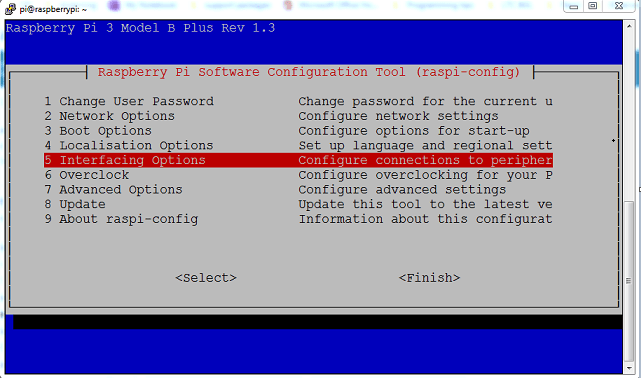 pi@raspberrypi: ~
Raspberry Pi 3 Model B Plus Rev 1.3
Raspberry Pi Software Configuration Tool (raspi-config)
1 Change User Password Change password for the current u
2 Network Options Configure network settings
3 Boot Options Configure options for start-up
4 Localisation Options Set up language and regional sett
5 Interfacing Options Configure connections to peripher
6 Overclock Configure overclocking for your P
7 Advanced Options Configure advanced settings
8 Update Update this tool to the latest ve
9 About raspi-config Information about this configurat
<Select> <Finish>